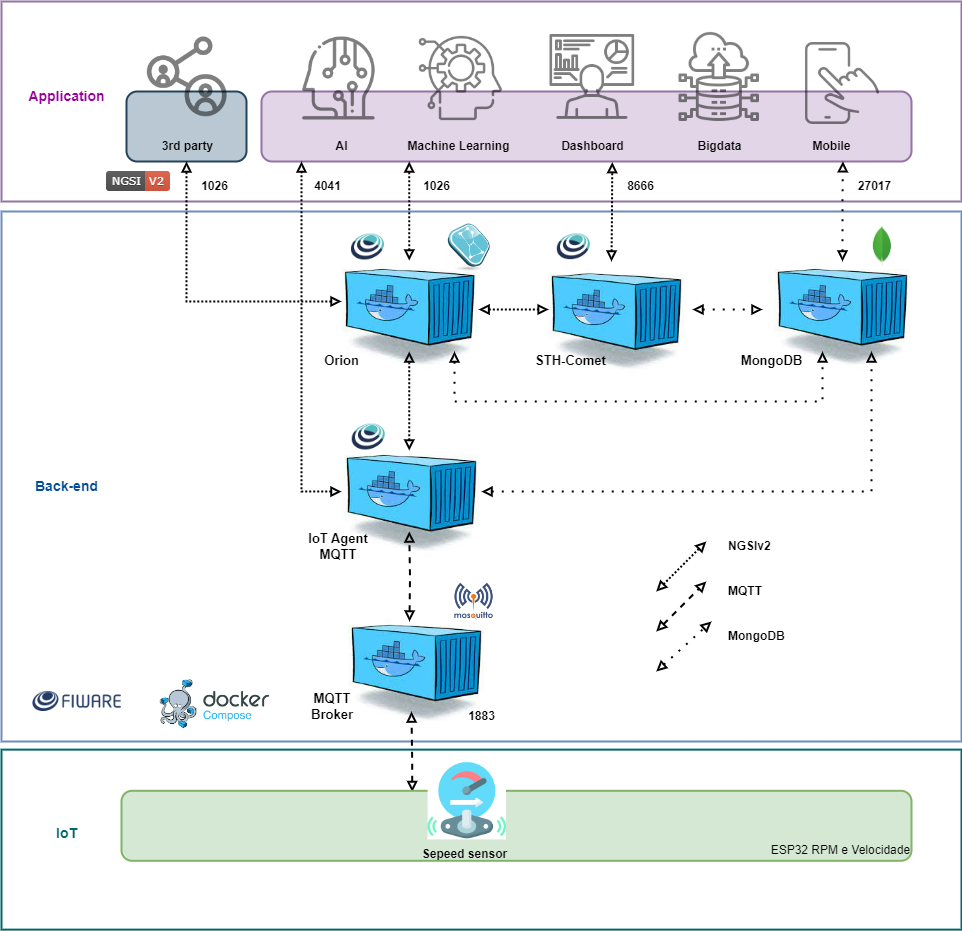 Application
3rd party
AI
Machine Learning
Dashboard
Bigdata
Mobile
NGSI V2
1026
4041
1026
8666
27017
Orion
STH-Comet
MongoDB
Back-end
IoT Agent
MQTT
NGSIv2
MQTT
MongoDB
mosquitto
FIWARE
docker
Compose
MQTT
Broker
1883
IoT
Sepeed sensor
ESP32 RPM e Velocidade